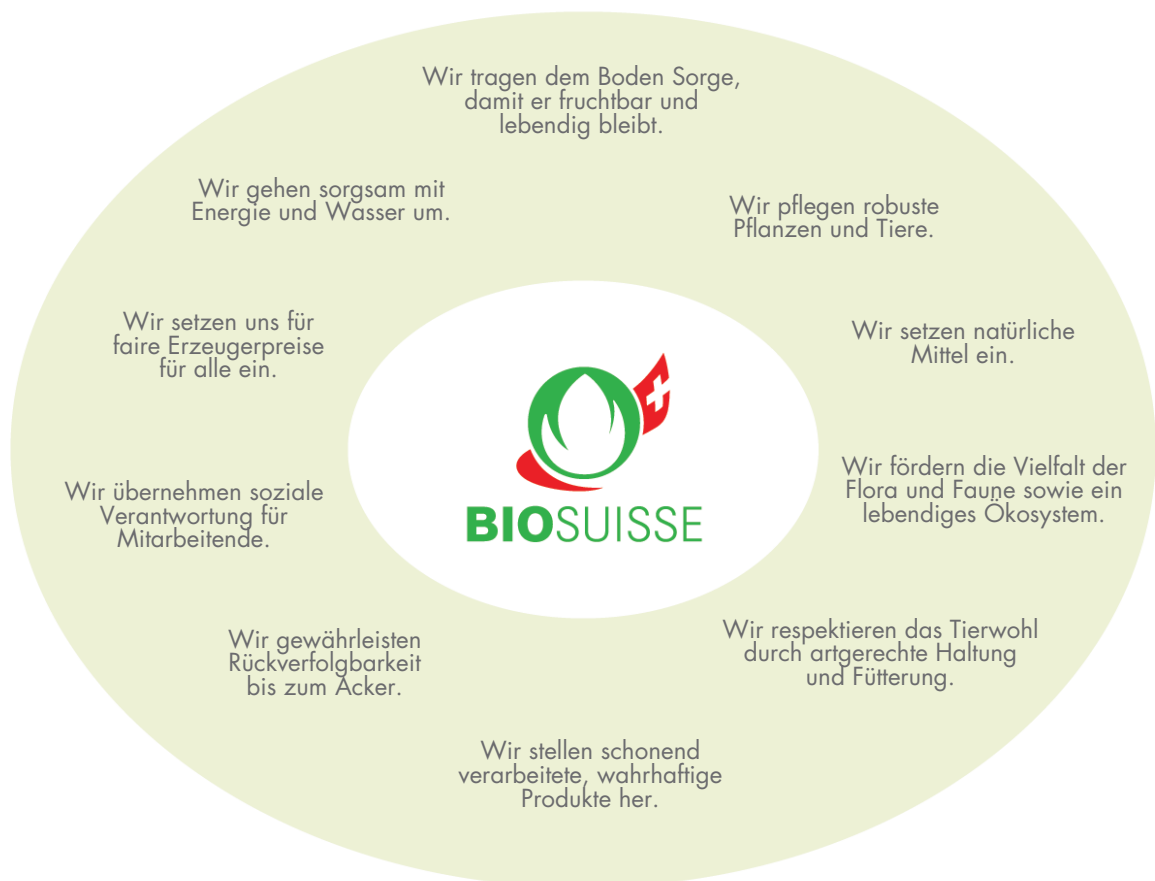 Wir tragen dem Boden Sorge,
damit er fruchtbar und
lebendig bleibt.
Wir pflegen robuste
Pflanzen und Tiere.
Wir setzen natürliche
Mittel ein.
Wir fördern die Vielfalt der
Flora und Faune sowie ein
lebendiges Ökosystem.
Wir respektieren das Tierwohl
durch artgerechte Haltung
und Fütterung.
Wir stellen schonend
verarbeitete, wahrhaftige
Produkte her.
Wir gewährleisten
Rückverfolgbarkeit
bis zum Acker.
Wir übernehmen soziale
Verantwortung für
Mitarbeitende.
Wir setzen uns für
faire Erzeugerpreise
für alle ein.
Wir gehen sorgsam mit
Energie und Wasser um.
BIOSUISSE